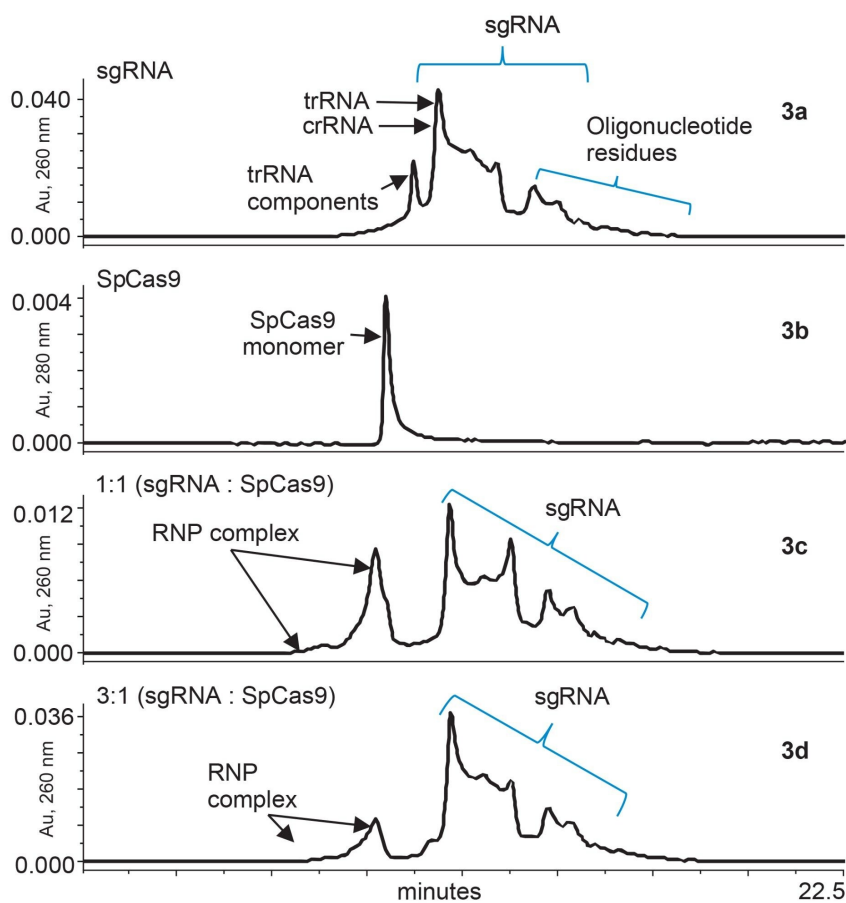 sgRNA
sgRNA
0.040
trRNA
crRNA
3a
Oligonucleotide
residues
trRNA
components
Au, 260 nm
0.000
SpCas9
0.004
SpCas9
monomer
3b
Au, 280 nm
0.000
1:1 (sgRNA : SpCas9)
0.012
RNP complex
sgRNA
3c
Au, 260 nm
0.000
3:1 (sgRNA : SpCas9)
0.036
sgRNA
3d
RNP
complex
Au, 260 nm
0.000
minutes
22.5